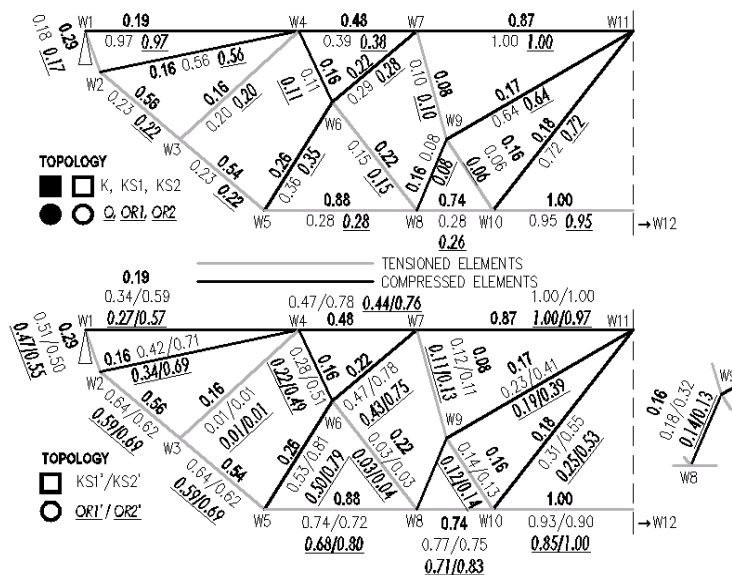 W1 0.19 W4 0.48 W7 0.87 W11
0.18 0.17 0.29 0.97 0.97 0.39 0.38 1.00 1.00
W2 0.16 0.56 0.56
0.11 0.16 0.11
0.22 0.29 0.28
0.10 0.08 0.10
0.17 0.64 0.64
0.56 0.23 0.22
0.16 0.20 0.20
W3 W6 W9
0.54 0.23 0.22
0.26 0.36 0.35
0.22 0.15 0.15
0.16 0.08 0.08
0.16 0.06 0.06
0.18 0.72 0.72
TOPOLOGY
K, KS1, KS2
O, OR1, OR2
W5 0.88 W8 0.74 W10 1.00
0.28 0.28 0.28 0.95 0.95 →W12
0.26
TENSIONED ELEMENTS
COMPRESSED ELEMENTS
0.19
0.34/0.59 0.47/0.78 0.44/0.76 1.00/1.00
W1 0.27/0.57 W4 0.48 W7 0.87 1.00/0.97 W11
0.29 0.51/0.50 0.47/0.55
W2 0.16 0.42/0.71 0.34/0.69
0.16 0.28/0.51 0.22/0.49
0.22 0.47/0.78 0.43/0.75
0.08 0.12/0.11 0.11/0.13
0.17 0.23/0.41 0.19/0.39
0.56 0.64/0.62 0.59/0.69
0.16 0.01/0.01 0.01/0.01
W3 W6 W9
0.54 0.64/0.62 0.59/0.69
0.26 0.53/0.81 0.50/0.79
0.22 0.03/0.03 0.03/0.04
0.16 0.14/0.13 0.12/0.14
0.18 0.31/0.55 0.25/0.53
TOPOLOGY
KS1'/KS2'
OR1'/OR2'
W5 0.88 W8 0.74 W10 1.00
0.74/0.72 0.77/0.75 0.93/0.90 →W12
0.68/0.80 0.71/0.83 0.85/1.00
0.16 0.18/0.32 0.14/0.13
W8